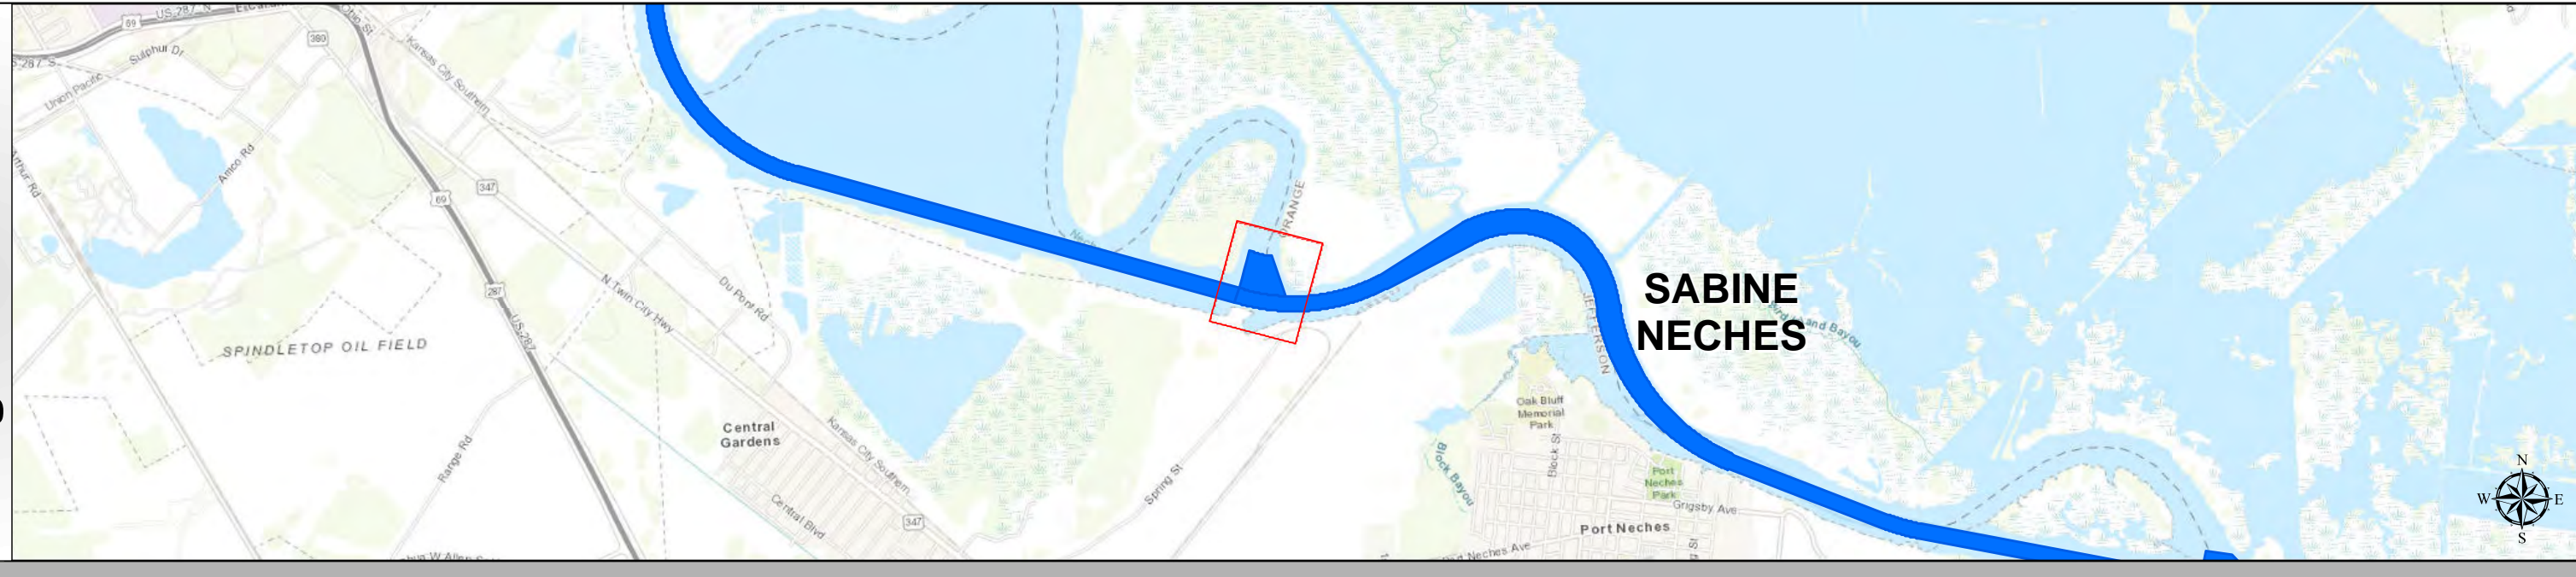 69
US-287 N
380
Sulphur Dr
Union Pacific
Kansas City Southern
Amoco Rd
347
69
ORANGE
287
US-287
N Twin City Hwy
Du Pont Rd
SPINDLETOP OIL FIELD
SABINE
NECHES
JEFFERSON
Central
Gardens
Kansas City Southern
Range Rd
Central Blvd
347
Spring St
Oak Bluff
Memorial
Park
Block St
Block Bayou
Port
Neches
Park
Grigsby Ave
Port Neches
Neches Ave
N
W
E
S